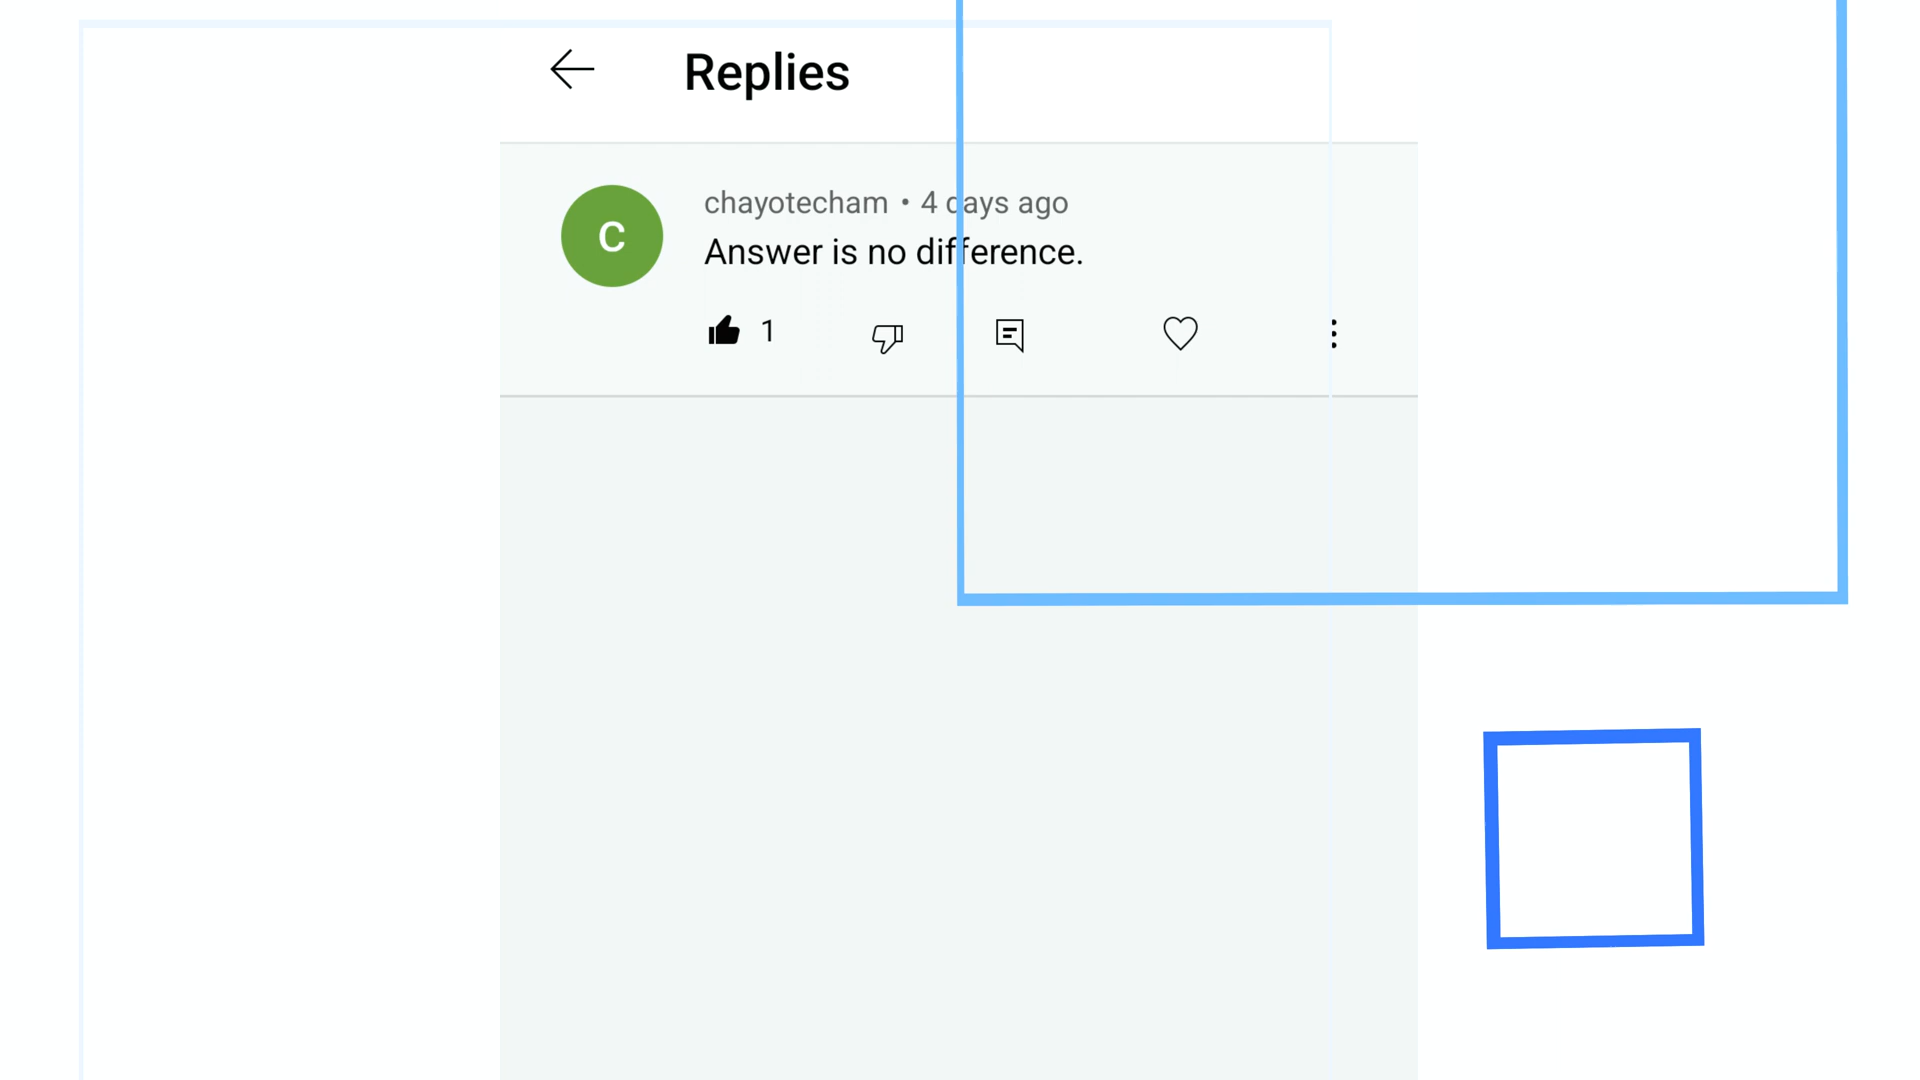 Replies
C
chayotecham • 4 days ago
Answer is no difference.
1